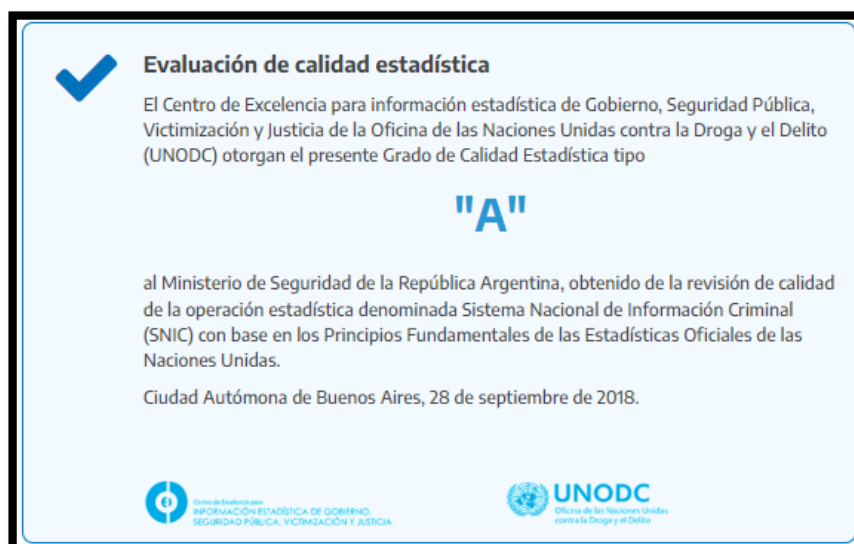 Evaluación de calidad estadística
El Centro de Excelencia para información estadística de Gobierno, Seguridad Pública,
Victimización y Justicia de la Oficina de las Naciones Unidas contra la Droga y el Delito
(UNODC) otorgan el presente Grado de Calidad Estadística tipo
"A"
al Ministerio de Seguridad de la República Argentina, obtenido de la revisión de calidad
de la operación estadística denominada Sistema Nacional de Información Criminal
(SNIC) con base en los Principios Fundamentales de las Estadísticas Oficiales de las
Naciones Unidas.
Ciudad Autómona de Buenos Aires, 28 de septiembre de 2018.
Centro de Excelencia para
INFORMACIÓN ESTADÍSTICA DE GOBIERNO,
SEGURIDAD PÚBLICA, VICTIMIZACIÓN Y JUSTICIA
UNODC
Oficina de las Naciones Unidas
contra la Droga y el Delito